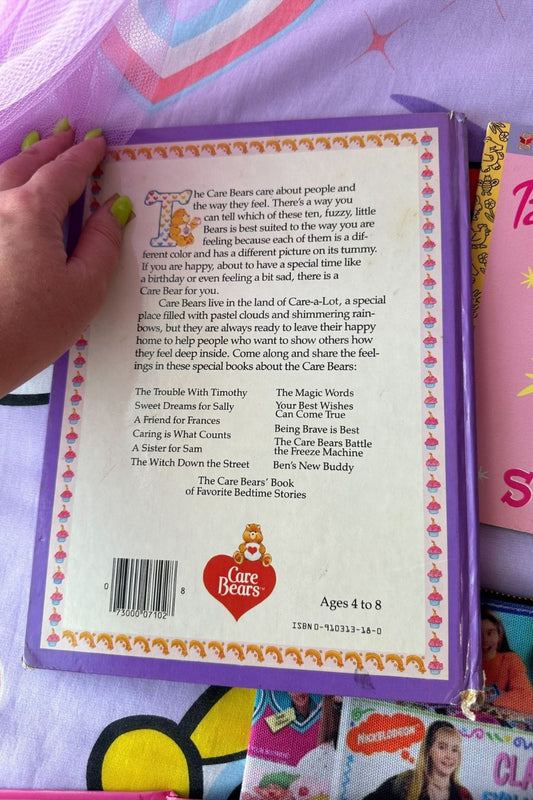 The Care Bears care about people and
the way they feel. There's a way you
can tell which of these ten, fuzzy, little
Bears is best suited to the way you are
feeling because each of them is a dif-
ferent color and has a different picture on its tummy.
If you are happy, about to have a special time like
a birthday or even feeling a bit sad, there is a
Care Bear for you.
Care Bears live in the land of Care-a-Lot, a special
place filled with pastel clouds and shimmering rain-
bows, but they are always ready to leave their happy
home to help people who want to show others how
they feel deep inside. Come along and share the feel-
ings in these special books about the Care Bears:
The Trouble With Timothy
Sweet Dreams for Sally
A Friend for Frances
Caring is What Counts
A Sister for Sam
The Witch Down the Street
The Magic Words
Your Best Wishes
Can Come True
Being Brave is Best
The Care Bears Battle
the Freeze Machine
Ben's New Buddy
The Care Bears' Book
of Favorite Bedtime Stories
Care
Bears™
0 73000 07102 8
Ages 4 to 8
ISBN 0-910313-18-0
NICKELODEON
CLA